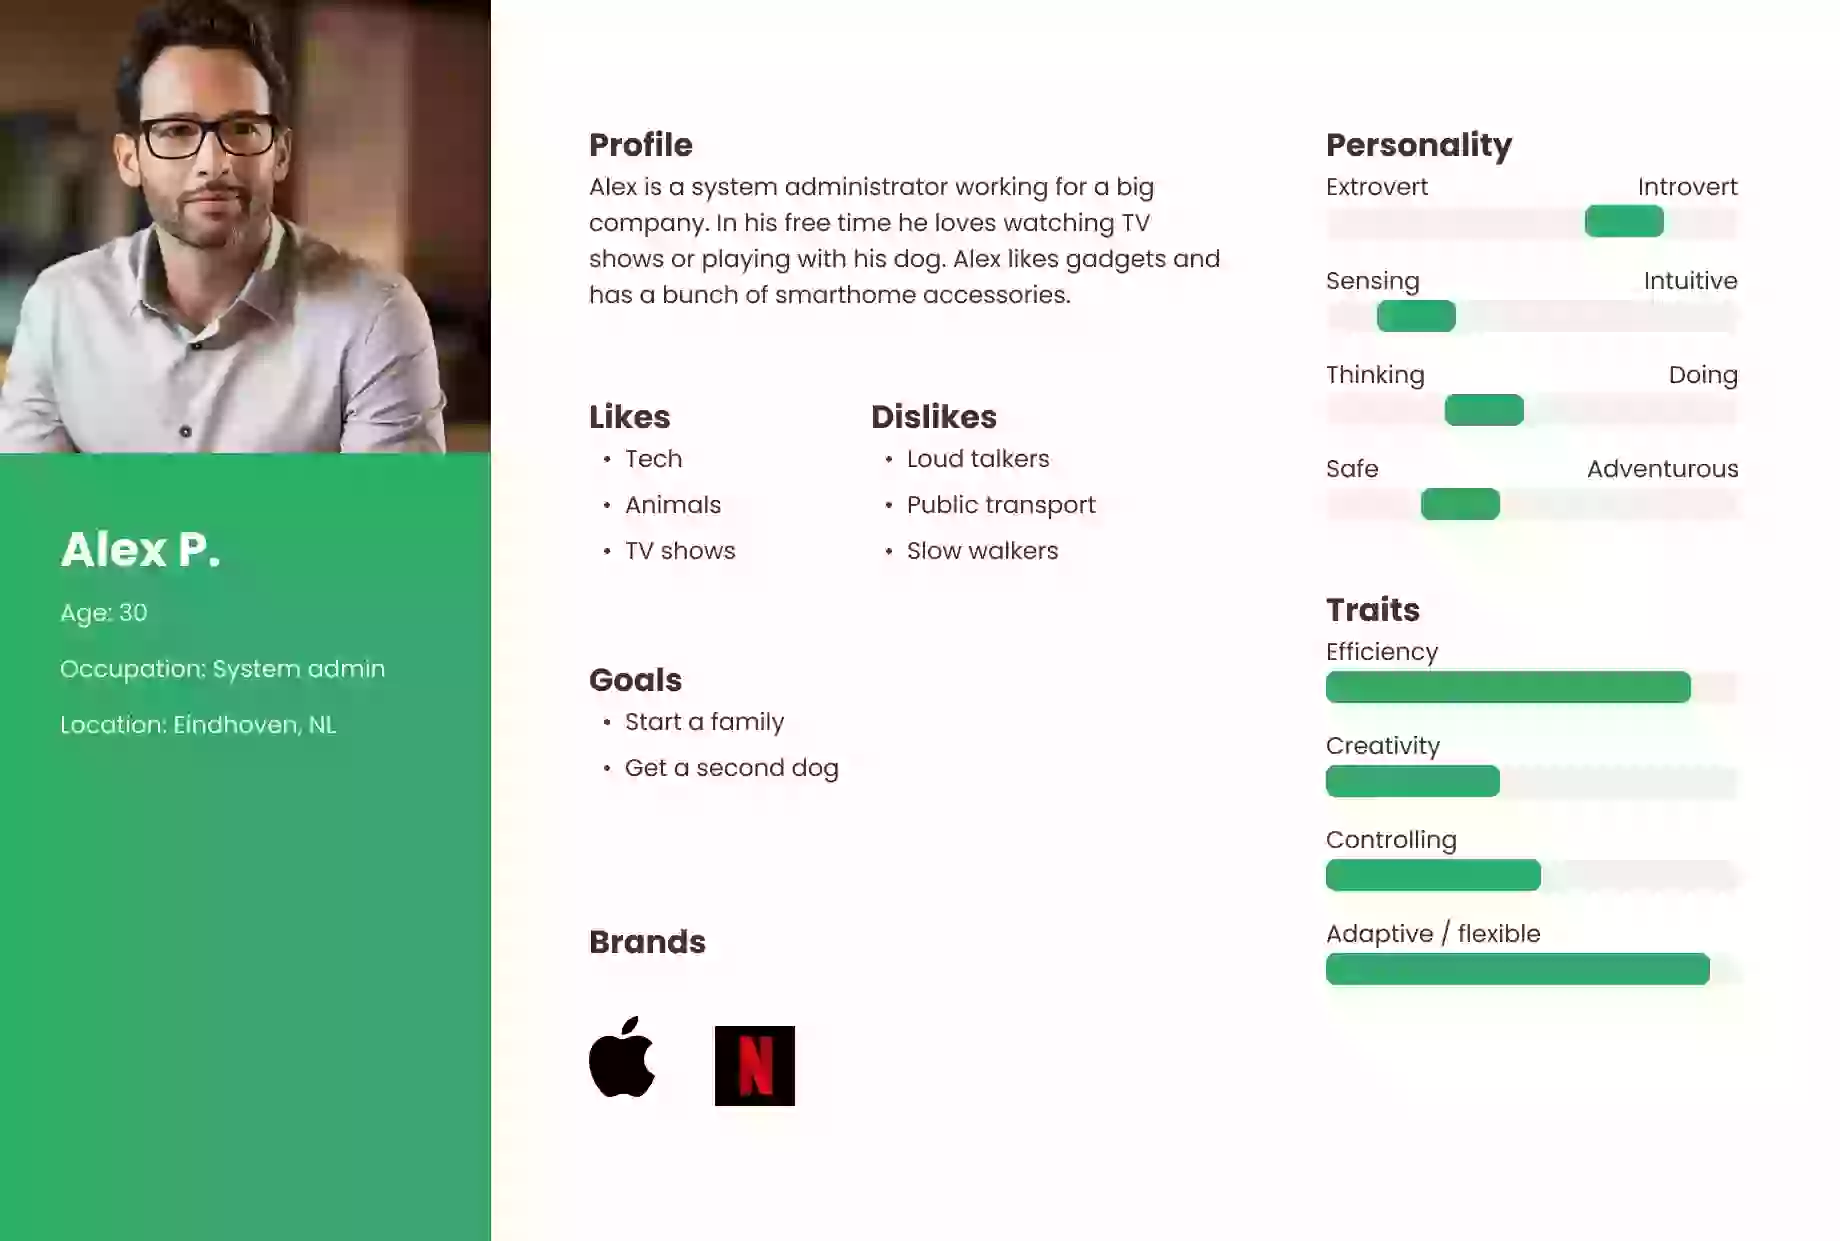 Alex P.
Age: 30
Occupation: System admin
Location: Eindhoven, NL
Profile
Alex is a system administrator working for a big
company. In his free time he loves watching TV
shows or playing with his dog. Alex likes gadgets and
has a bunch of smarthome accessories.
Likes
• Tech
• Animals
• TV shows
Dislikes
• Loud talkers
• Public transport
• Slow walkers
Goals
• Start a family
• Get a second dog
Brands
N
Personality
Extrovert Introvert
Sensing Intuitive
Thinking Doing
Safe Adventurous
Traits
Efficiency
Creativity
Controlling
Adaptive / flexible